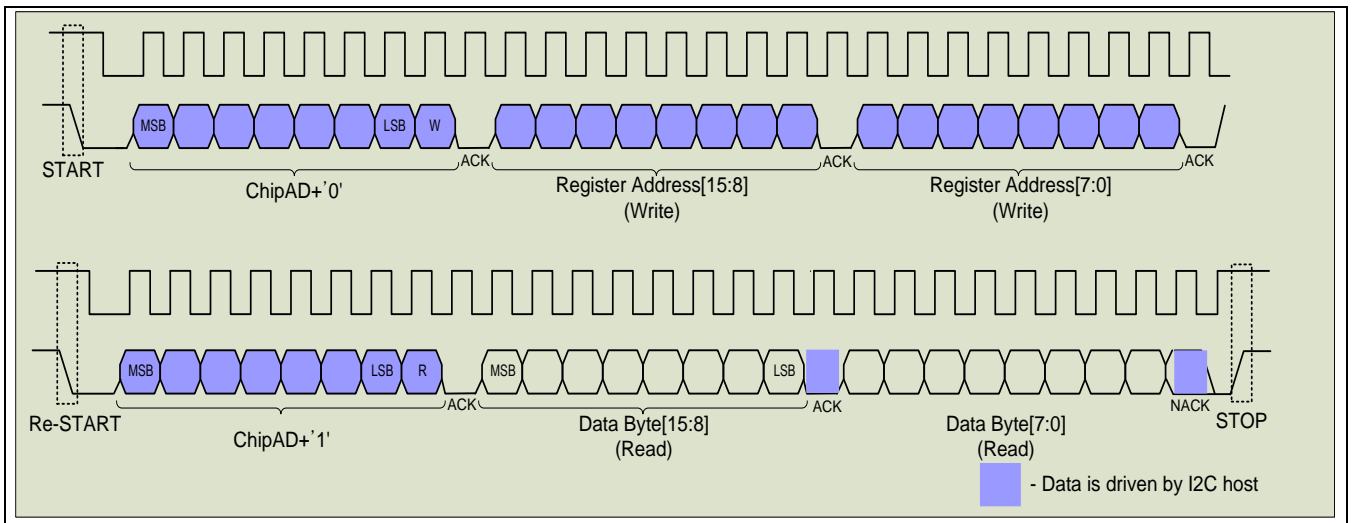 MSB LSB W
START ACK ACK ACK
ChipAD+'0' Register Address[15:8] Register Address[7:0]
(Write) (Write)
MSB LSB R MSB LSB
Re-START ACK ACK NACK STOP
ChipAD+'1' Data Byte[15:8] Data Byte[7:0]
(Read) (Read)
- Data is driven by I2C host